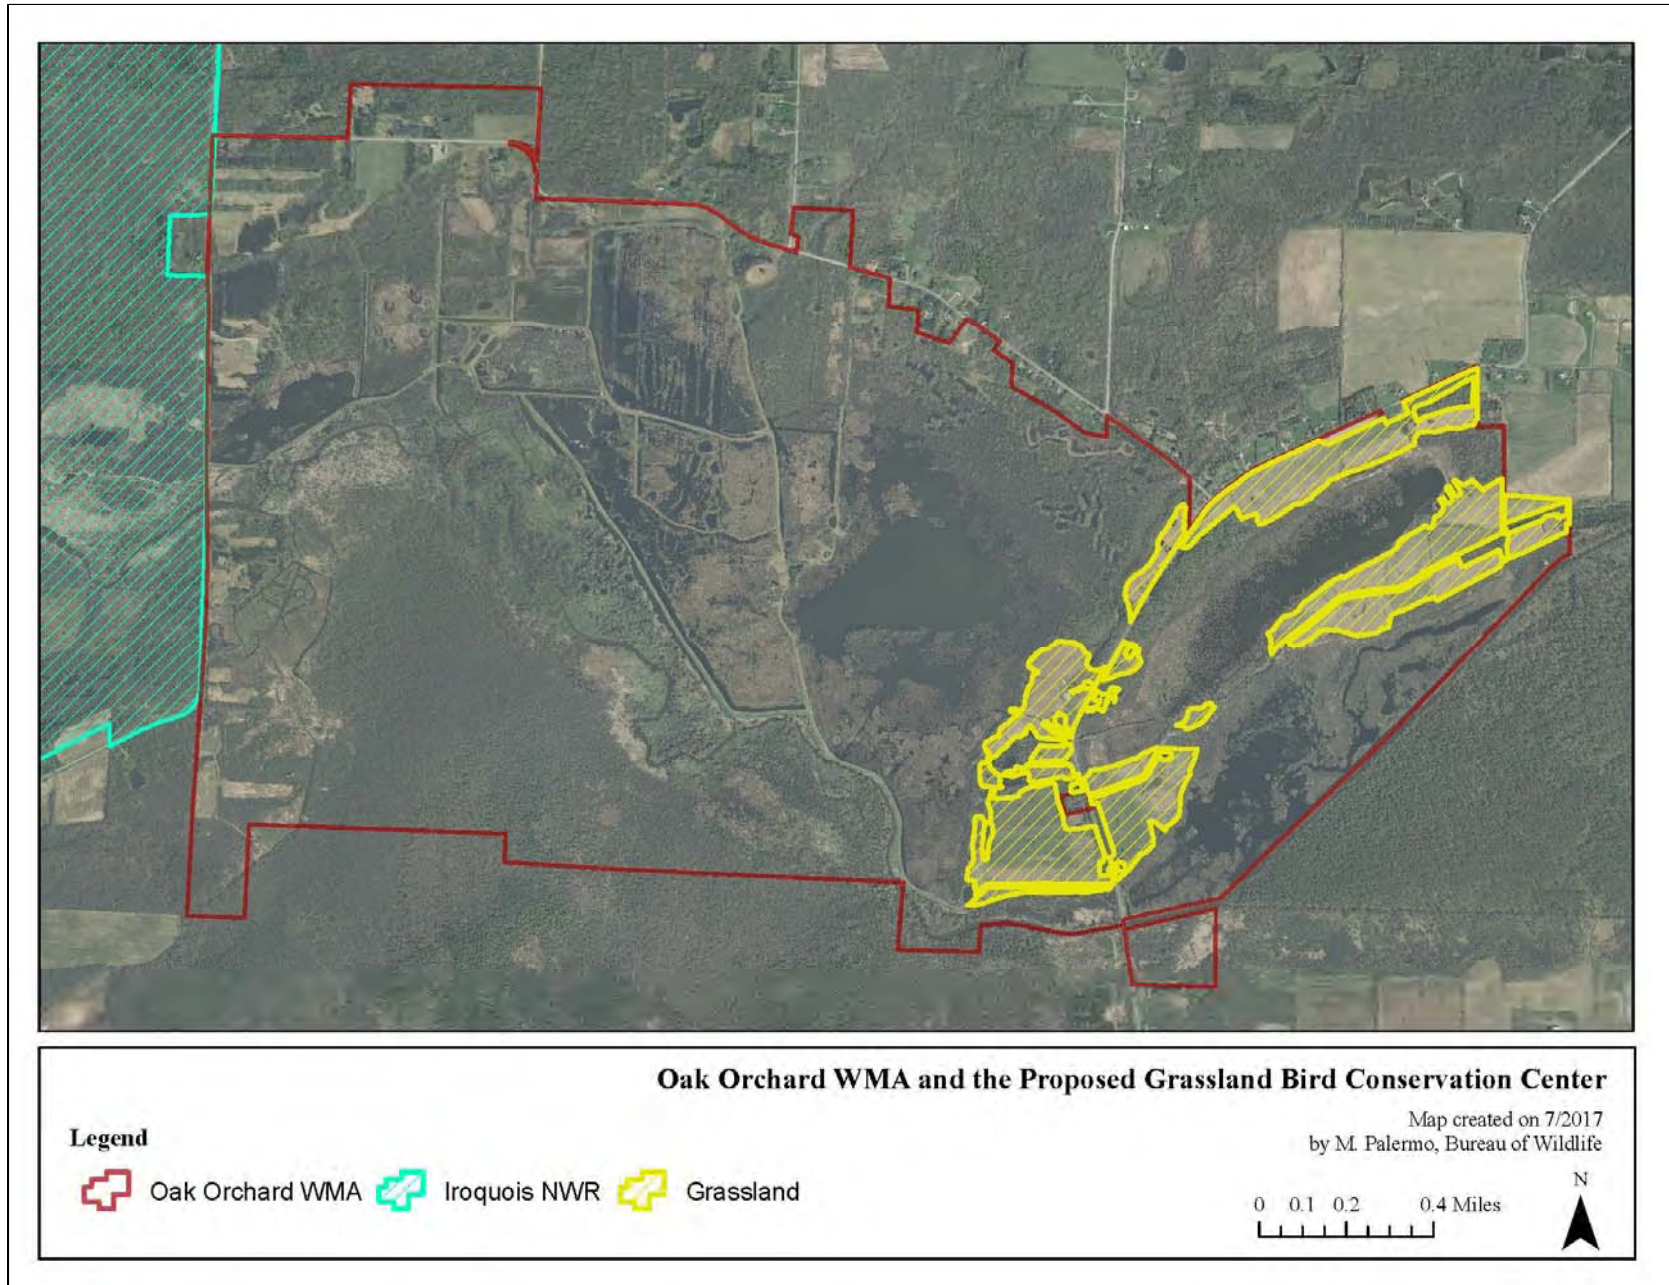 Oak Orchard WMA and the Proposed Grassland Bird Conservation Center
Map created on 7/2017
by M. Palermo, Bureau of Wildlife
Legend
Oak Orchard WMA
Iroquois NWR
Grassland
N
0 0.1 0.2 0.4 Miles